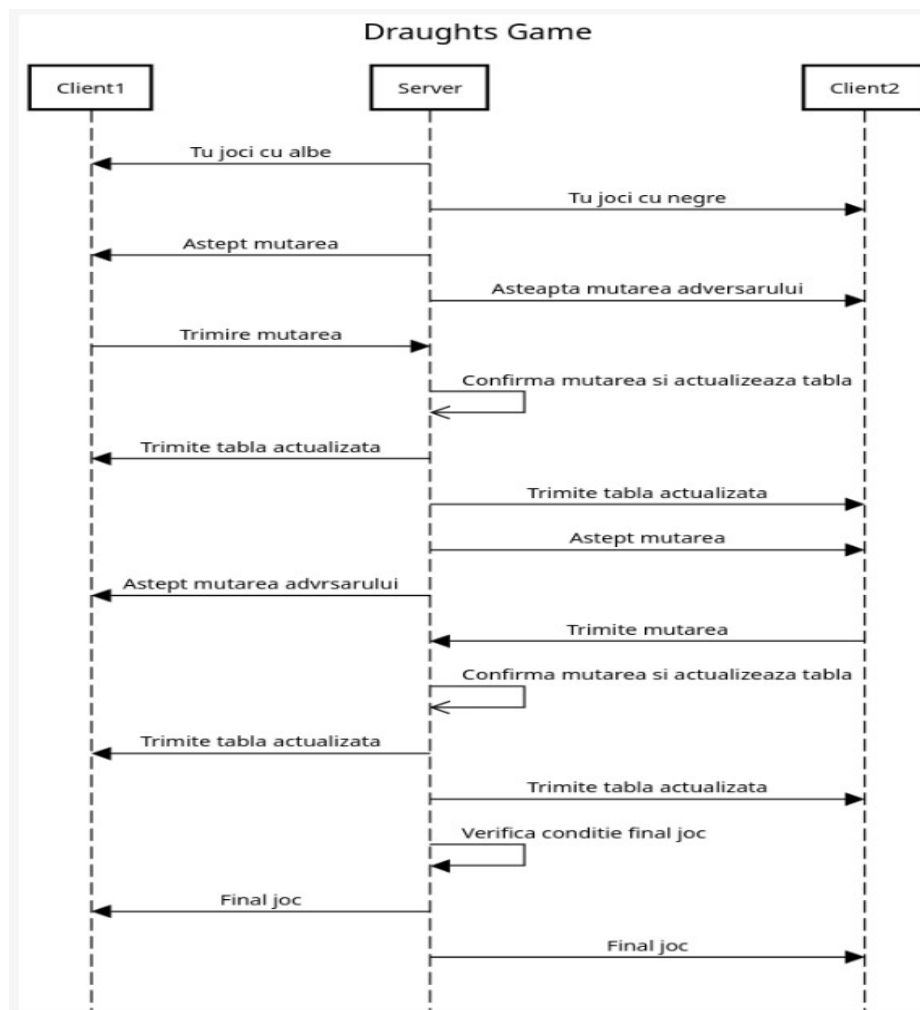 Draughts Game
Client1
Server
Client2
Tu joci cu albe
Tu joci cu negre
Astept mutarea
Asteapta mutarea adversarului
Trimire mutarea
Confirma mutarea si actualizeaza tabla
Trimite tabla actualizata
Trimite tabla actualizata
Astept mutarea
Astept mutarea advrsarului
Trimite mutarea
Confirma mutarea si actualizeaza tabla
Trimite tabla actualizata
Trimite tabla actualizata
Verifica conditie final joc
Final joc
Final joc